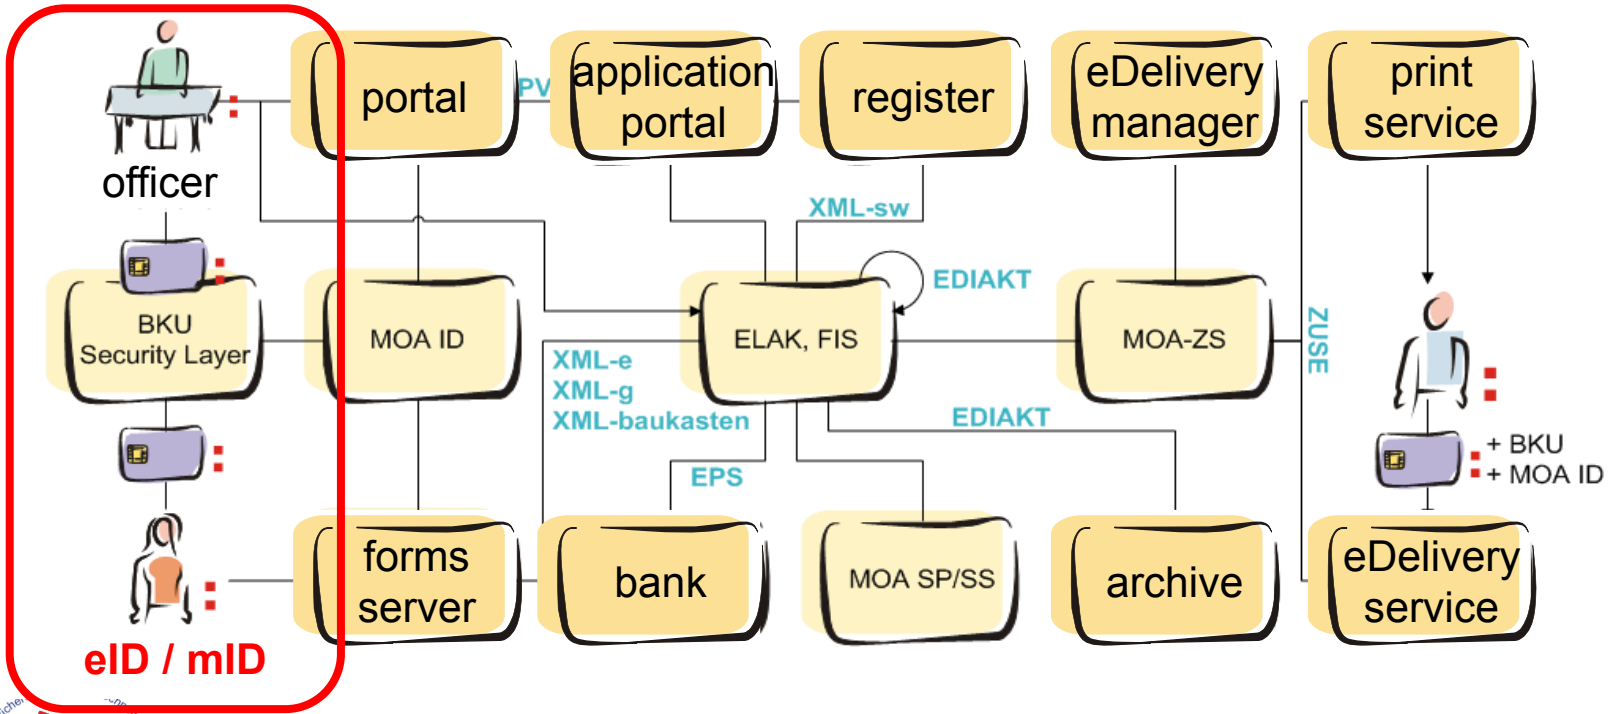 officer
portal
PV
application
portal
register
eDelivery
manager
print
service
XML-sw
EDIAKT
BKU
Security Layer
MOA ID
ELAK, FIS
MOA-ZS
ZUSE
XML-e
XML-g
XML-baukasten
EDIAKT
EPS
+ BKU
+ MOA ID
forms
server
bank
MOA SP/SS
archive
eDelivery
service
eID / mID